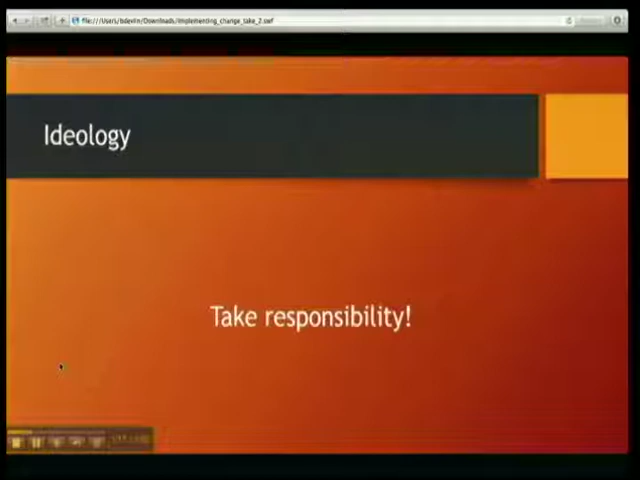 file:///Users/bdevlin/Downloads/implementing_change_take_2.swf
Ideology
Take responsibility!